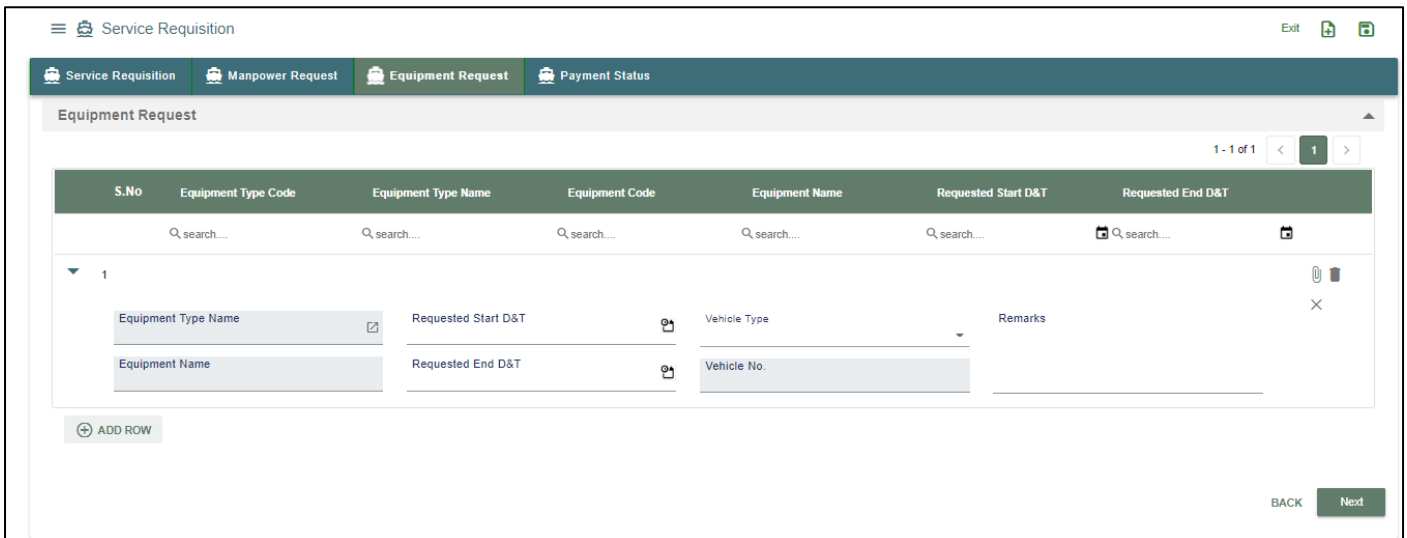 Service Requisition
Exit
Service Requisition Manpower Request Equipment Request Payment Status
Equipment Request
1 - 1 of 1 < 1 >
S.No Equipment Type Code Equipment Type Name Equipment Code Equipment Name Requested Start D&T Requested End D&T
search.... search.... search.... search.... search.... search....
1
Equipment Type Name Requested Start D&T Vehicle Type Remarks
Equipment Name Requested End D&T Vehicle No.
ADD ROW
BACK Next